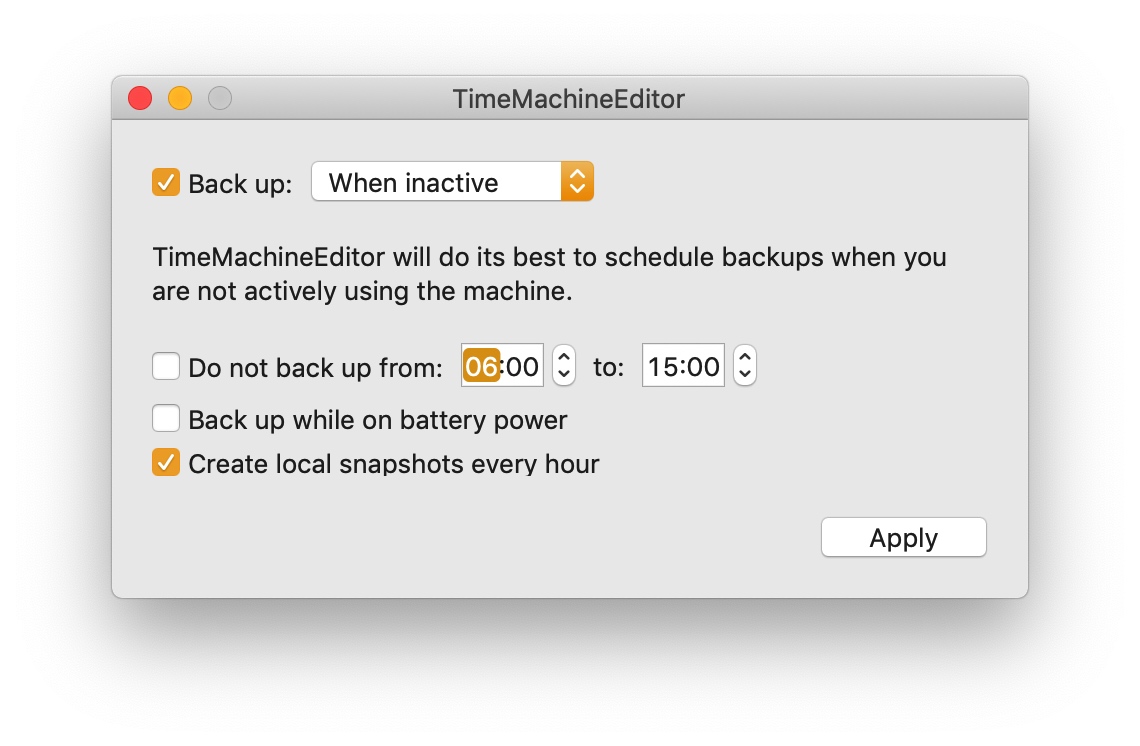 TimeMachineEditor
Back up: When inactive
TimeMachineEditor will do its best to schedule backups when you
are not actively using the machine.
Do not back up from: 06:00 to: 15:00
Back up while on battery power
Create local snapshots every hour
Apply